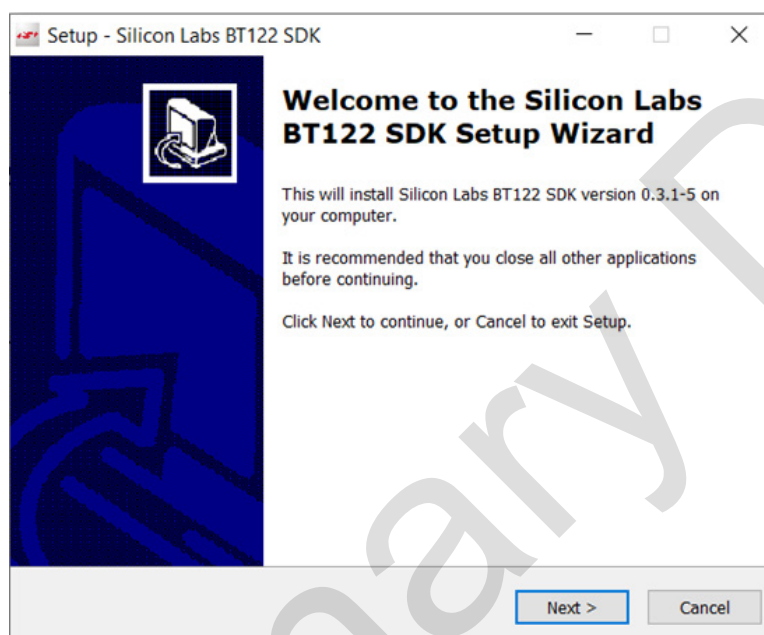 Setup - Silicon Labs BT122 SDK
Welcome to the Silicon Labs
BT122 SDK Setup Wizard
This will install Silicon Labs BT122 SDK version 0.3.1-5 on
your computer.
It is recommended that you close all other applications
before continuing.
Click Next to continue, or Cancel to exit Setup.
Next >
Cancel